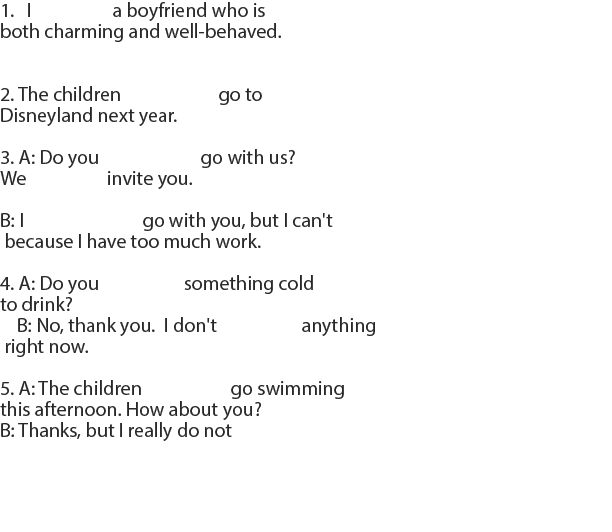 1. I a boyfriend who is
both charming and well-behaved.
2. The children go to
Disneyland next year.
3. A: Do you go with us?
We invite you.
B: I go with you, but I can't
because I have too much work.
4. A: Do you something cold
to drink?
B: No, thank you. I don't anything
right now.
5. A: The children go swimming
this afternoon. How about you?
B: Thanks, but I really do not